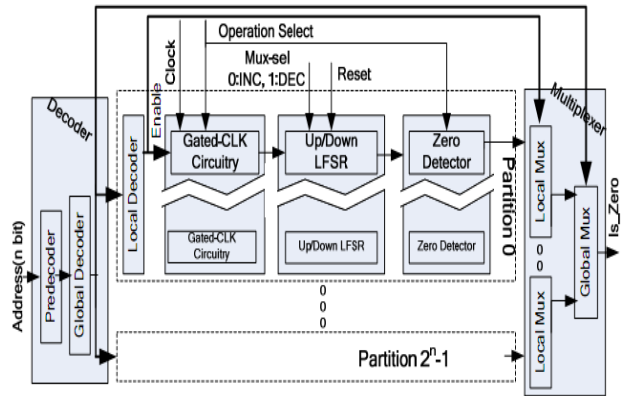 Operation Select
Clock
Mux-sel
0:INC, 1:DEC
Reset
Enable
Decoder
Multiplexer
Address(n bit)
Predecoder
Global Decoder
Local Decoder
Gated-CLK
Circuitry
Up/Down
LFSR
Zero
Detector
Gated-CLK
Circuitry
Up/Down LFSR
Zero Detector
Partition 0
Local Mux
Global Mux
Is_Zero
0
0
0
0
0
Local Mux
Partition 2ⁿ-1